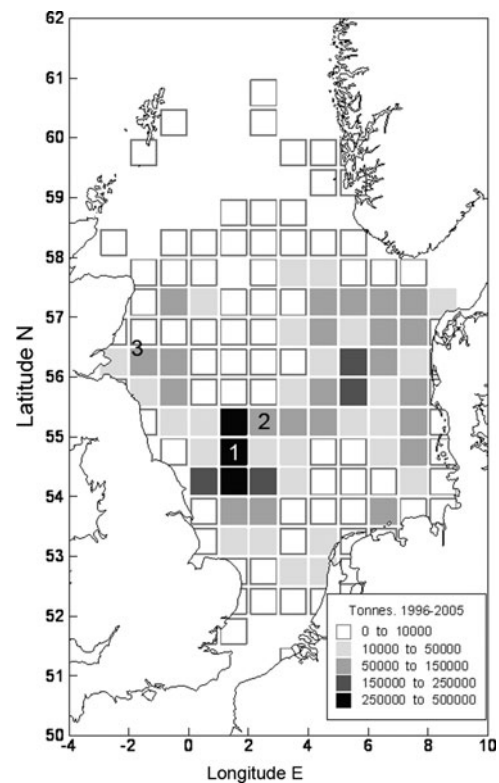 62
61
60
59
58
57
56
55
54
53
52
51
50
Latitude N
3
2
1
Tonnes. 1996-2005
0 to 10000
10000 to 50000
50000 to 150000
150000 to 250000
250000 to 500000
-4 -2 0 2 4 6 8 10
Longitude E